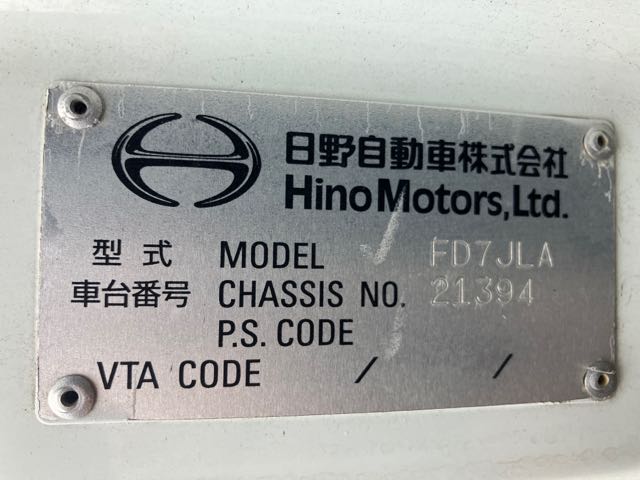 日野自動車株式会社
Hino Motors, Ltd.
型式 MODEL FD7JLA
車台番号 CHASSIS NO. 21394
P.S. CODE
VTA CODE / /